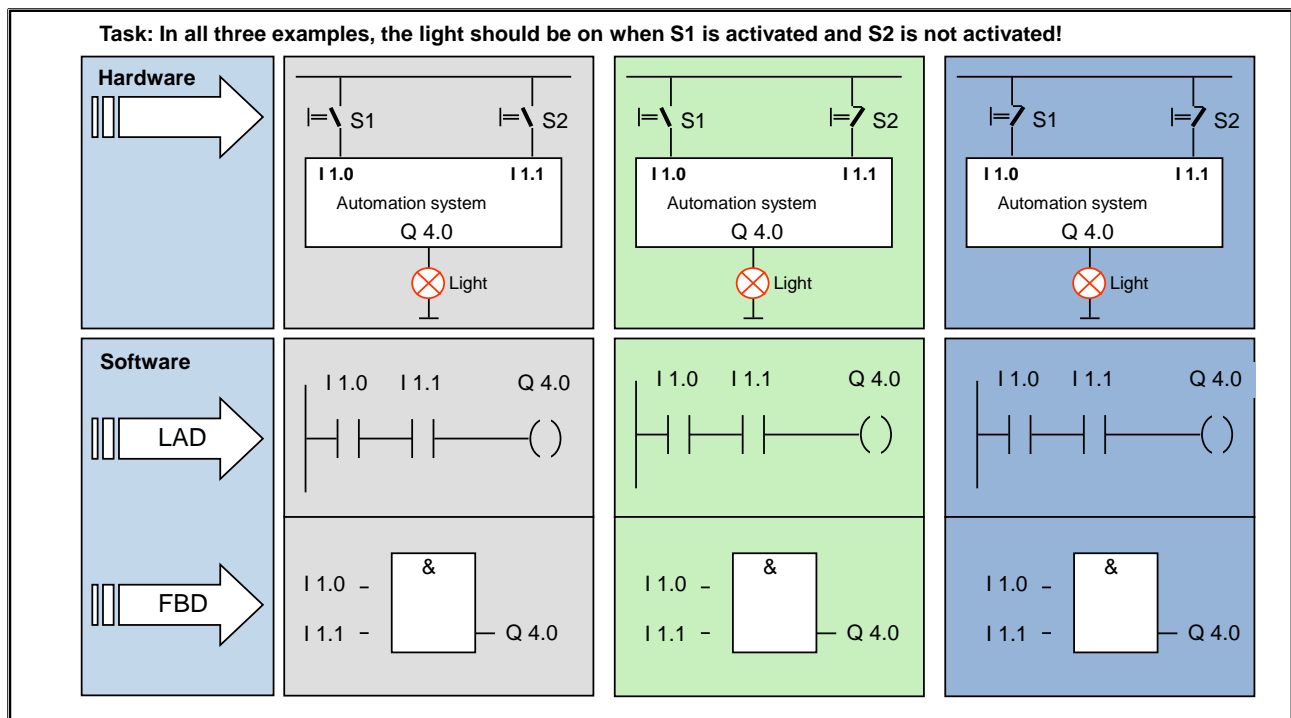 Task: In all three examples, the light should be on when S1 is activated and S2 is not activated!
Hardware
S1 S2
I 1.0 I 1.1
Automation system
Q 4.0
Light
S1 S2
I 1.0 I 1.1
Automation system
Q 4.0
Light
S1 S2
I 1.0 I 1.1
Automation system
Q 4.0
Light
Software
LAD
I 1.0 I 1.1 Q 4.0
( )
I 1.0 I 1.1 Q 4.0
( )
I 1.0 I 1.1 Q 4.0
( )
FBD
&
I 1.0
I 1.1 Q 4.0
&
I 1.0
I 1.1 Q 4.0
&
I 1.0
I 1.1 Q 4.0